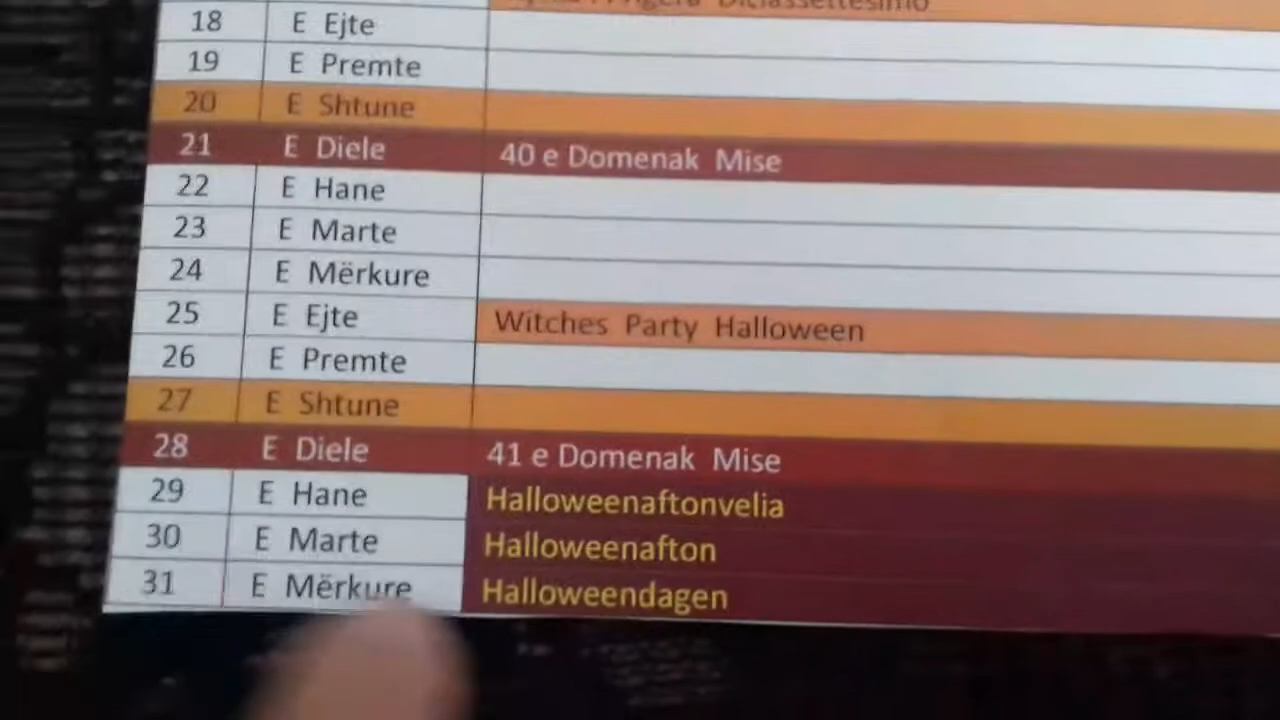 18 E Ejte
19 E Premte
20 E Shtune
21 E Diele 40 e Domenak Mise
22 E Hane
23 E Marte
24 E Mërkure
25 E Ejte Witches Party Halloween
26 E Premte
27 E Shtune
28 E Diele 41 e Domenak Mise
29 E Hane Halloweenaftonvelia
30 E Marte Halloweenafton
31 E Mërkure Halloweendagen